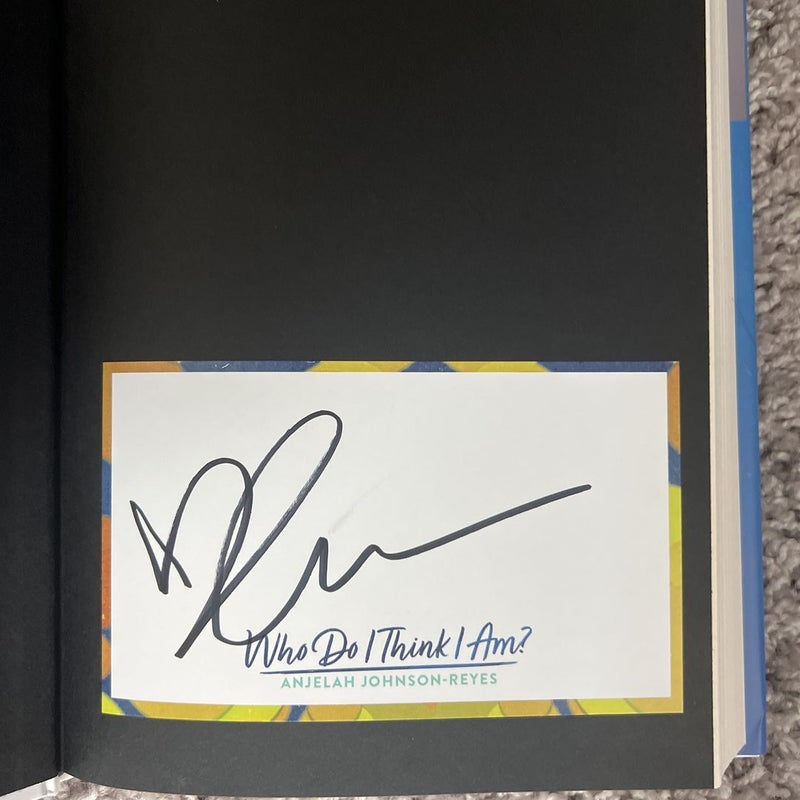 Who Do I Think I Am?
ANJELAH JOHNSON-REYES